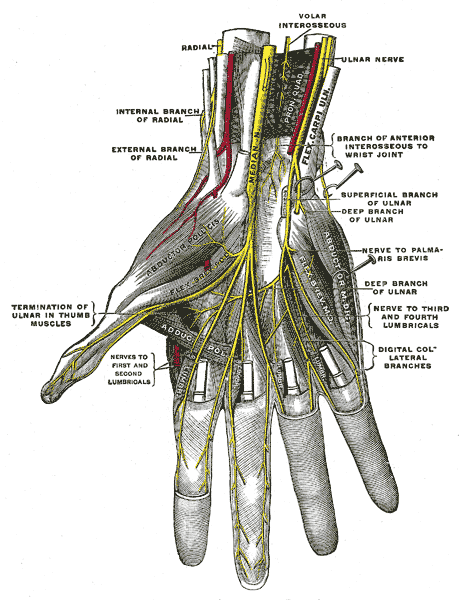 VOLAR
INTEROSSEOUS
RADIAL
ULNAR NERVE
PRON. QUAD.
FLEX. CARPI ULN.
MEDIAN N.
INTERNAL BRANCH
OF RADIAL
EXTERNAL BRANCH
OF RADIAL
BRANCH OF ANTERIOR
INTEROSSEOUS TO
WRIST JOINT
SUPERFICIAL BRANCH
OF ULNAR
DEEP BRANCH
OF ULNAR
ABDUCTOR POLLICIS
NERVE TO PALMA-
RIS BREVIS
DEEP BRANCH
OF ULNAR
TERMINATION OF
ULNAR IN THUMB
MUSCLES
NERVE TO THIRD
AND FOURTH
LUMBRICALS
ADDUC. POLL.
NERVES TO
FIRST AND
SECOND
LUMBRICALS
DIGITAL COL-
LATERAL
BRANCHES